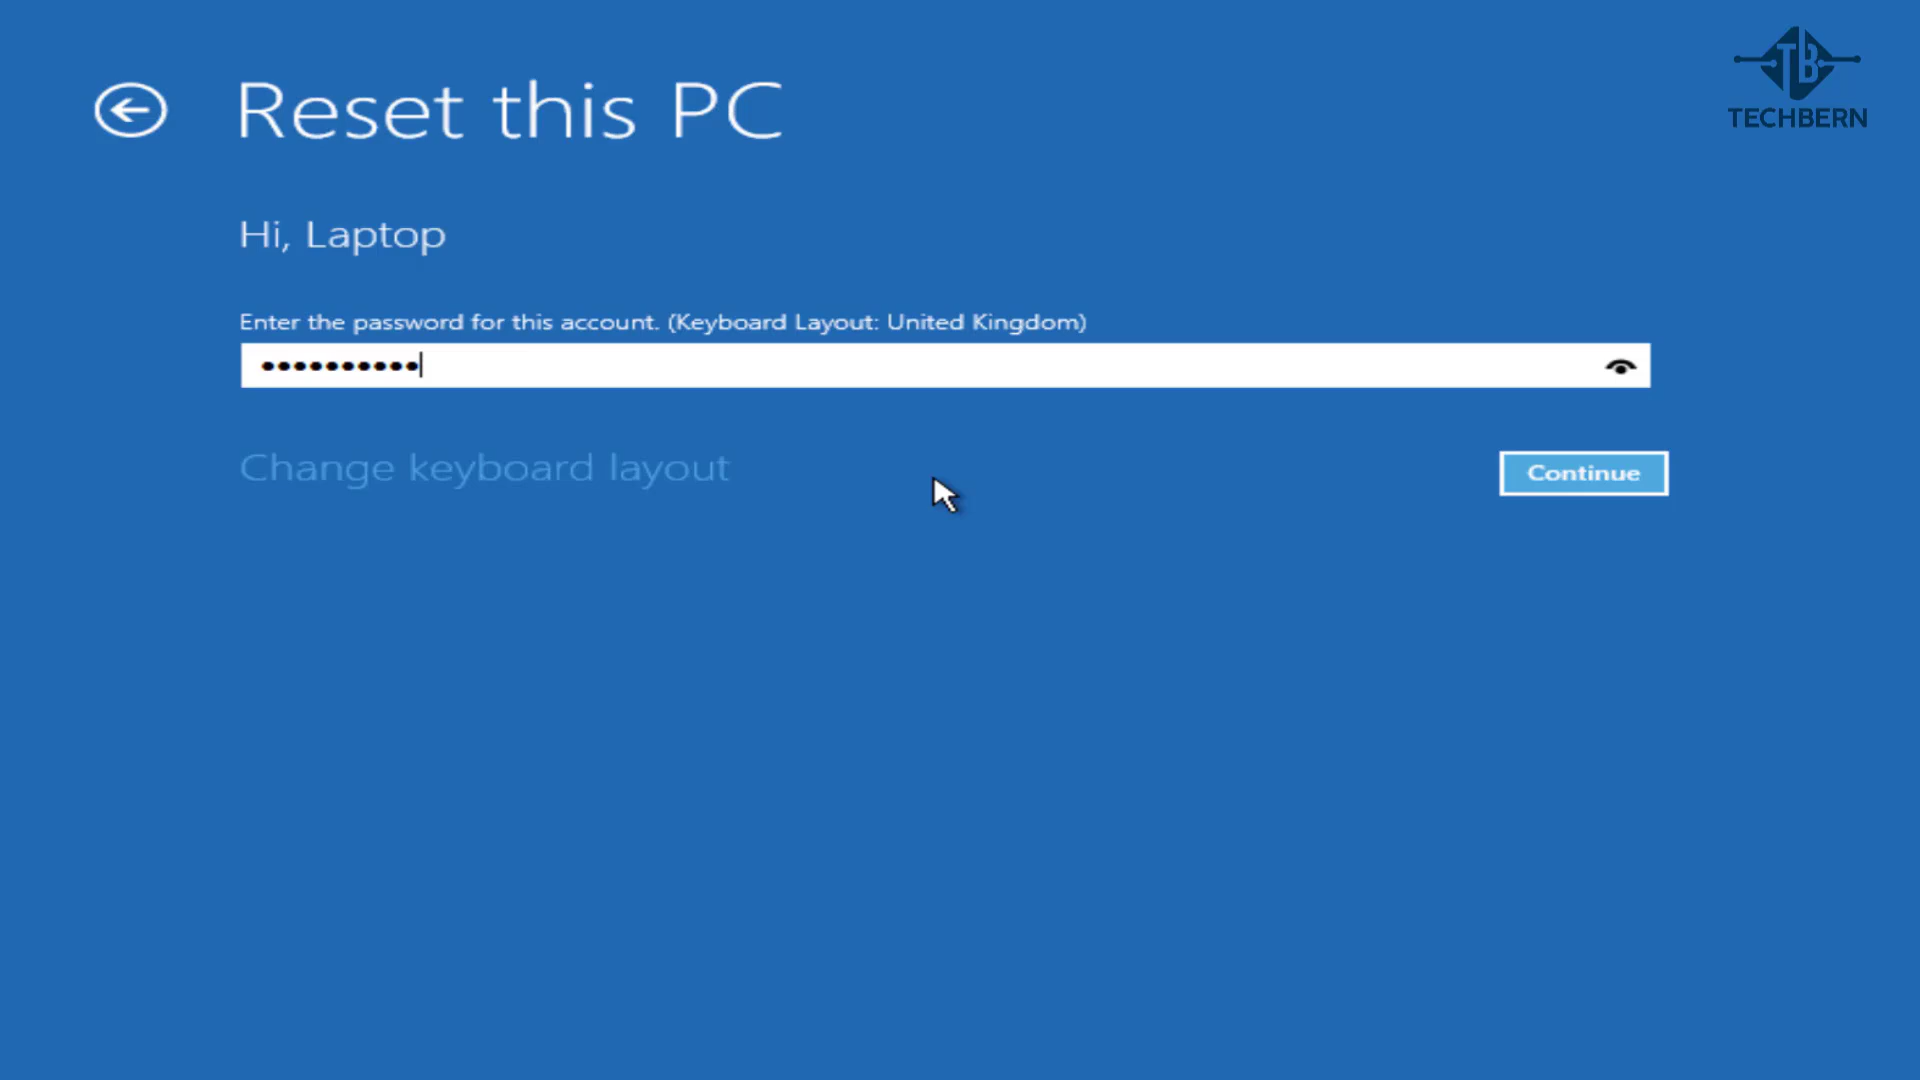 TB
TECHBERN
Reset this PC
Hi, Laptop
Enter the password for this account. (Keyboard Layout: United Kingdom)
••••••••••
Change keyboard layout
Continue